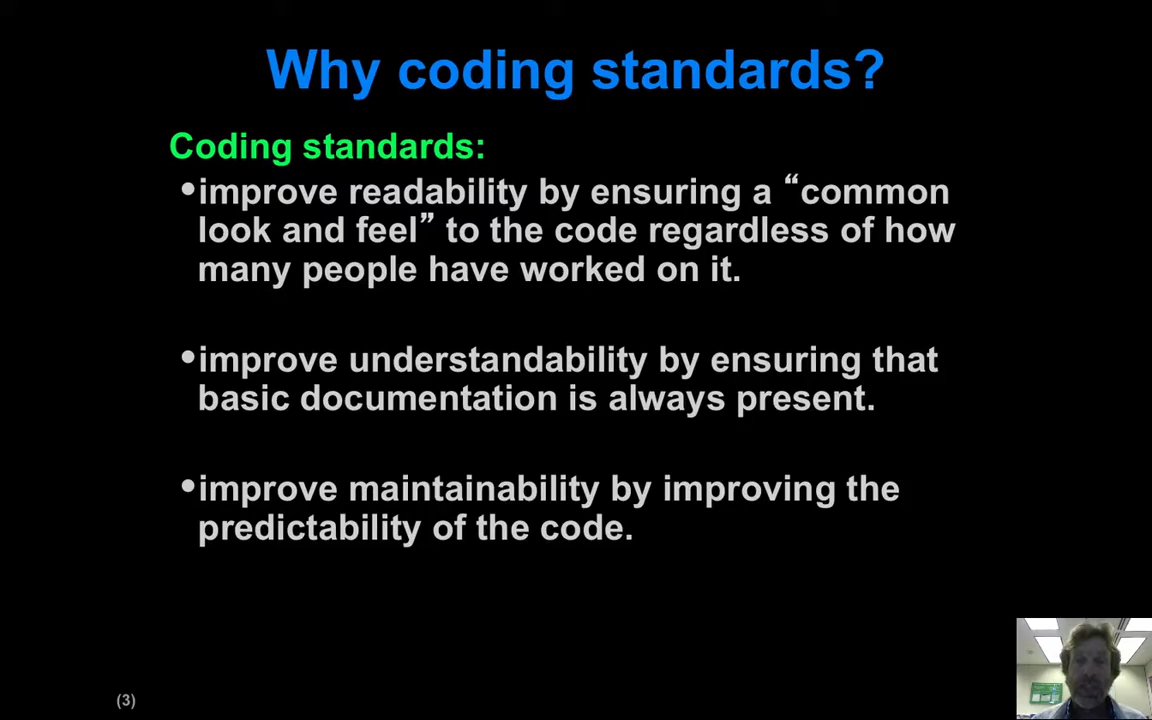 Why coding standards?
Coding standards:
•improve readability by ensuring a “common
look and feel” to the code regardless of how
many people have worked on it.
•improve understandability by ensuring that
basic documentation is always present.
•improve maintainability by improving the
predictability of the code.
(3)